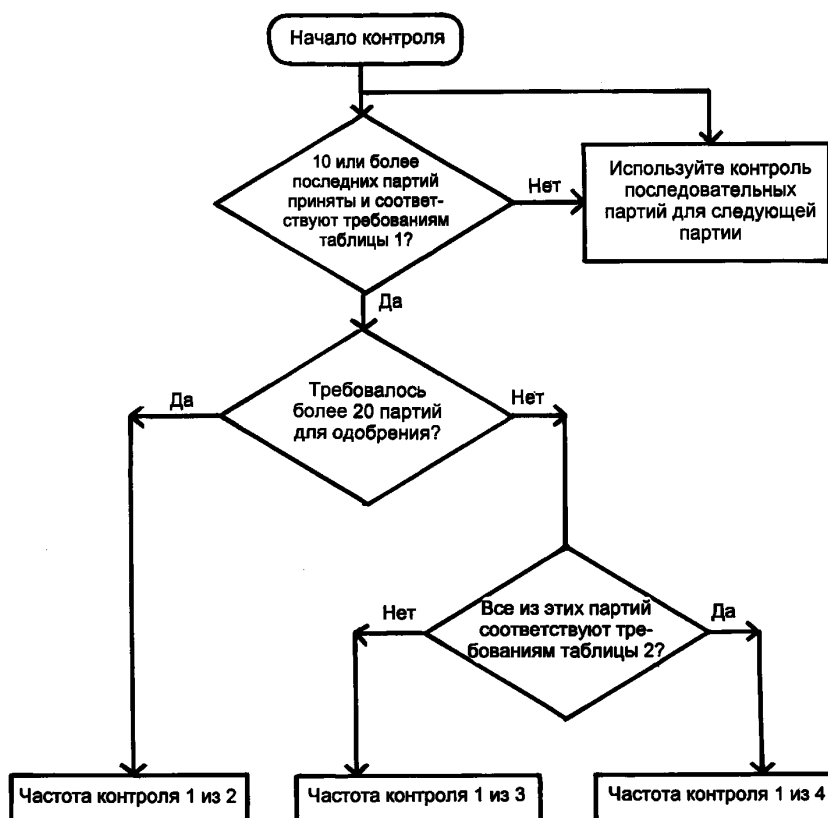 Начало контроля
10 или более
последних партий
приняты и соответ-
ствуют требованиям
таблицы 1?
Нет
Используйте контроль
последовательных
партий для следующей
партии
Да
Требовалось
более 20 партий
для одобрения?
Да
Нет
Все из этих партий
соответствуют тре-
бованиям таблицы 2?
Нет
Да
Частота контроля 1 из 2
Частота контроля 1 из 3
Частота контроля 1 из 4